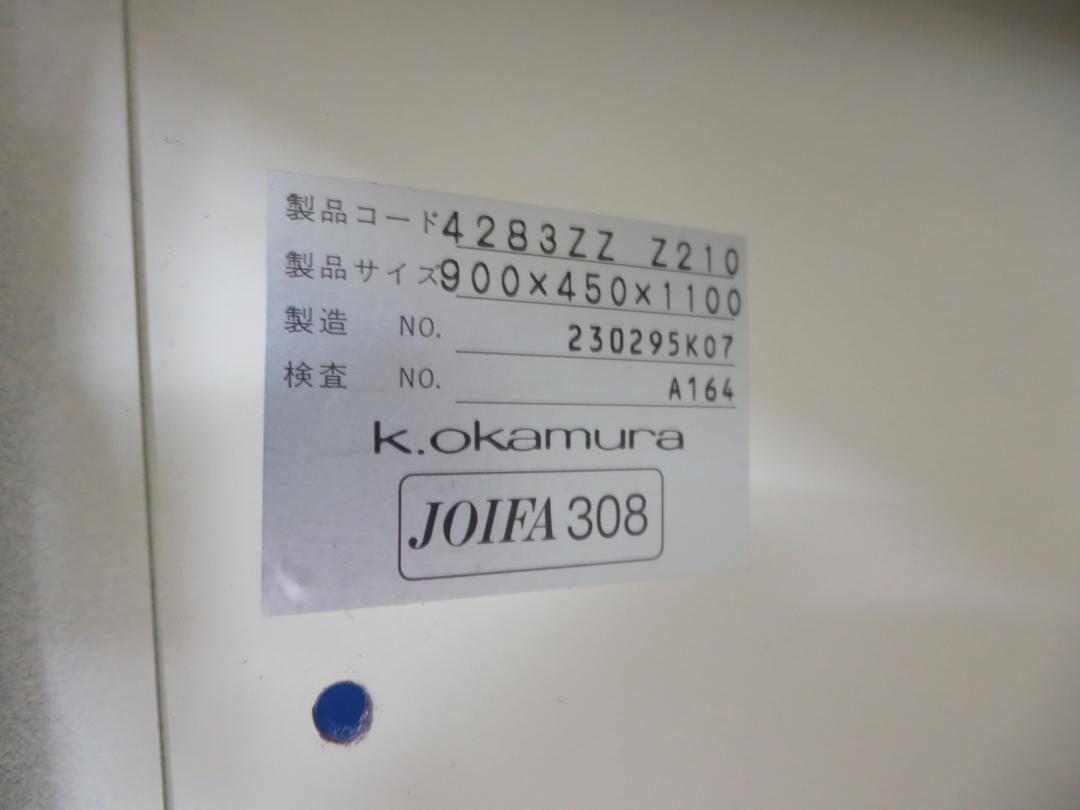 製品コード 4283ZZ Z210
製品サイズ 900×450×1100
製造 NO. 230295K07
検査 NO. A164
k.okamura
JOIFA 308